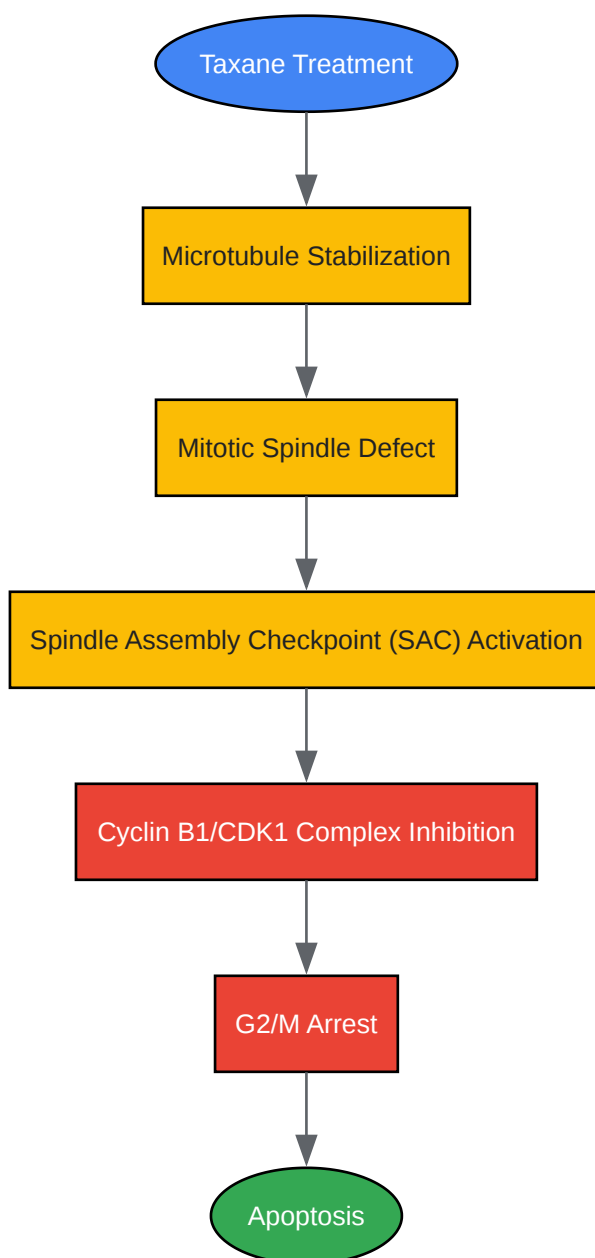 Taxane Treatment
Microtubule Stabilization
Mitotic Spindle Defect
Spindle Assembly Checkpoint (SAC) Activation
Cyclin B1/CDK1 Complex Inhibition
G2/M Arrest
Apoptosis